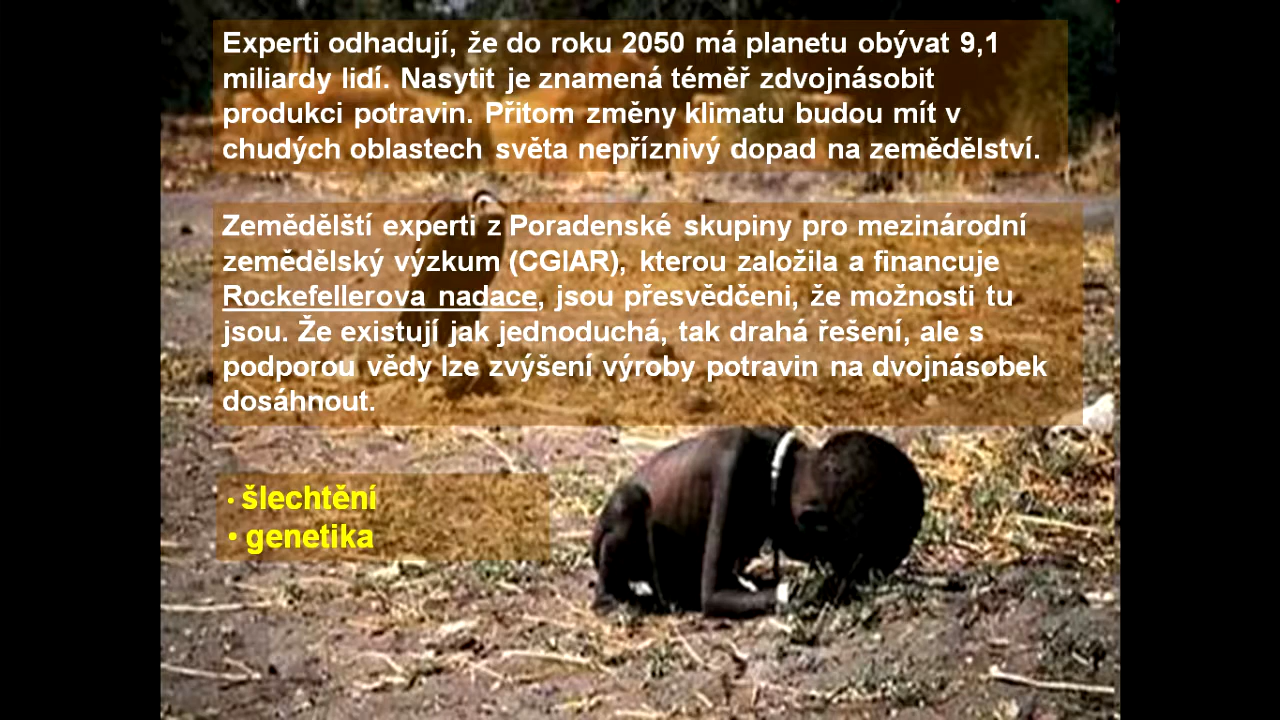 Experti odhadují, že do roku 2050 má planetu obývat 9,1
miliardy lidí. Nasytit je znamená téměř zdvojnásobit
produkci potravin. Přitom změny klimatu budou mít v
chudých oblastech světa nepříznivý dopad na zemědělství.
Zemědělští experti z Poradenské skupiny pro mezinárodní
zemědělský výzkum (CGIAR), kterou založila a financuje
Rockefellerova nadace, jsou přesvědčeni, že možnosti tu
jsou. Že existují jak jednoduchá, tak drahá řešení, ale s
podporou vědy lze zvýšení výroby potravin na dvojnásobek
dosáhnout.
• šlechtění
• genetika